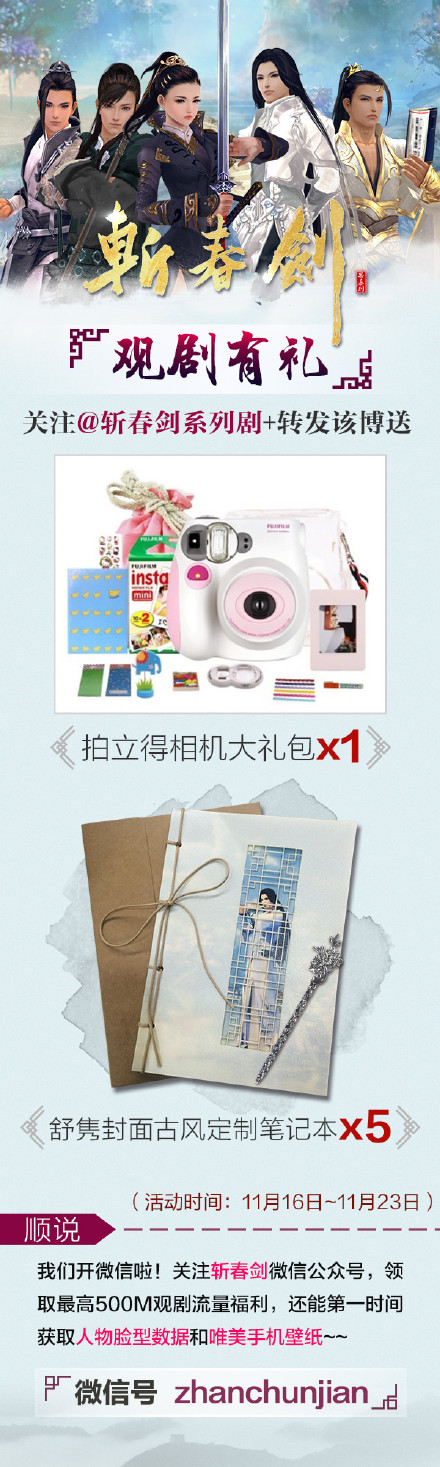 斩春剑
观剧有礼
关注@斩春剑系列剧+转发该博送
FUJIFILM
FUJIFILM
insta
mini
拍立得相机大礼包x1
舒隽封面古风定制笔记本x5
（ 活动时间：11月16日~11月23日 ）
顺说
我们开微信啦！关注斩春剑微信公众号，领
取最高500M观剧流量福利，还能第一时间
获取人物脸型数据和唯美手机壁纸~~
微信号 zhanchunjian